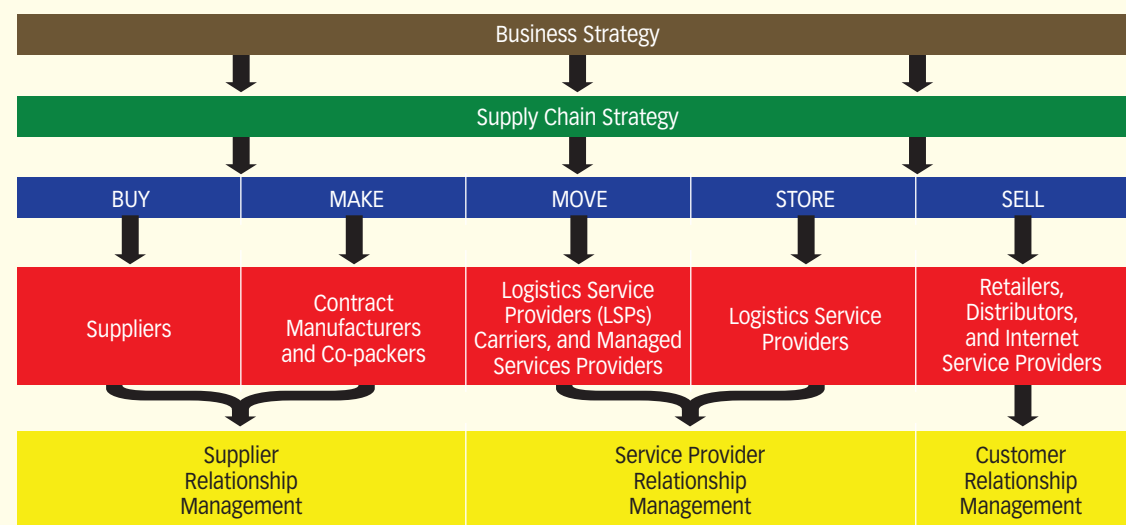 Business Strategy
Supply Chain Strategy
BUY
MAKE
MOVE
STORE
SELL
Suppliers
Contract
Manufacturers
and Co-packers
Logistics Service
Providers (LSPs)
Carriers, and Managed
Services Providers
Logistics Service
Providers
Retailers,
Distributors,
and Internet
Service Providers
Supplier
Relationship
Management
Service Provider
Relationship
Management
Customer
Relationship
Management